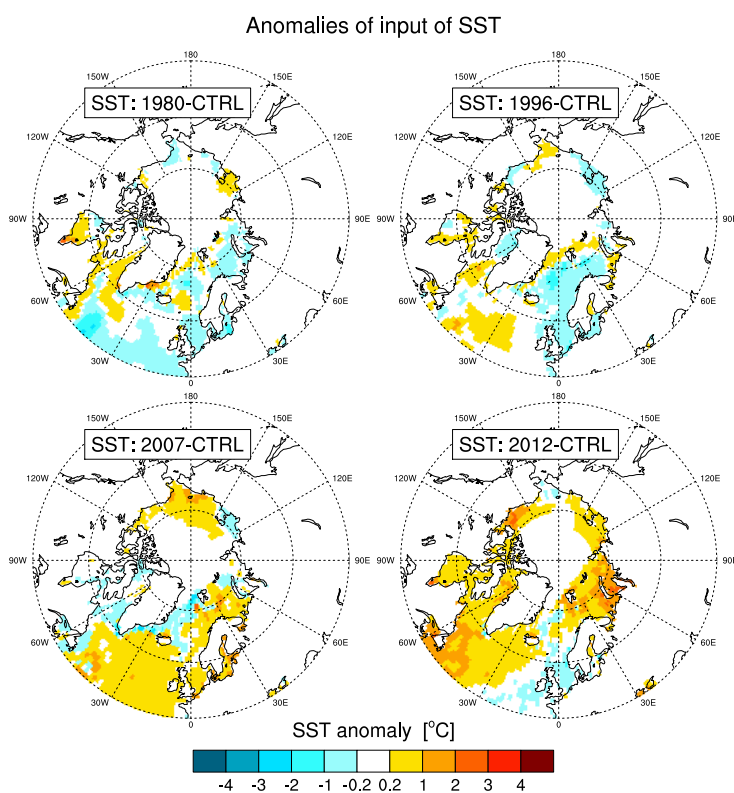 Anomalies of input of SST
180
150W
150E
SST: 1980-CTRL
120W
120E
90W
90E
60W
60E
30W
30E
0
180
150W
150E
SST: 1996-CTRL
120W
120E
90W
90E
60W
60E
30W
30E
0
180
150W
150E
SST: 2007-CTRL
120W
120E
90W
90E
60W
60E
30W
30E
0
180
150W
150E
SST: 2012-CTRL
120W
120E
90W
90E
60W
60E
30W
30E
0
SST anomaly [°C]
-4 -3 -2 -1 -0.2 0.2 1 2 3 4